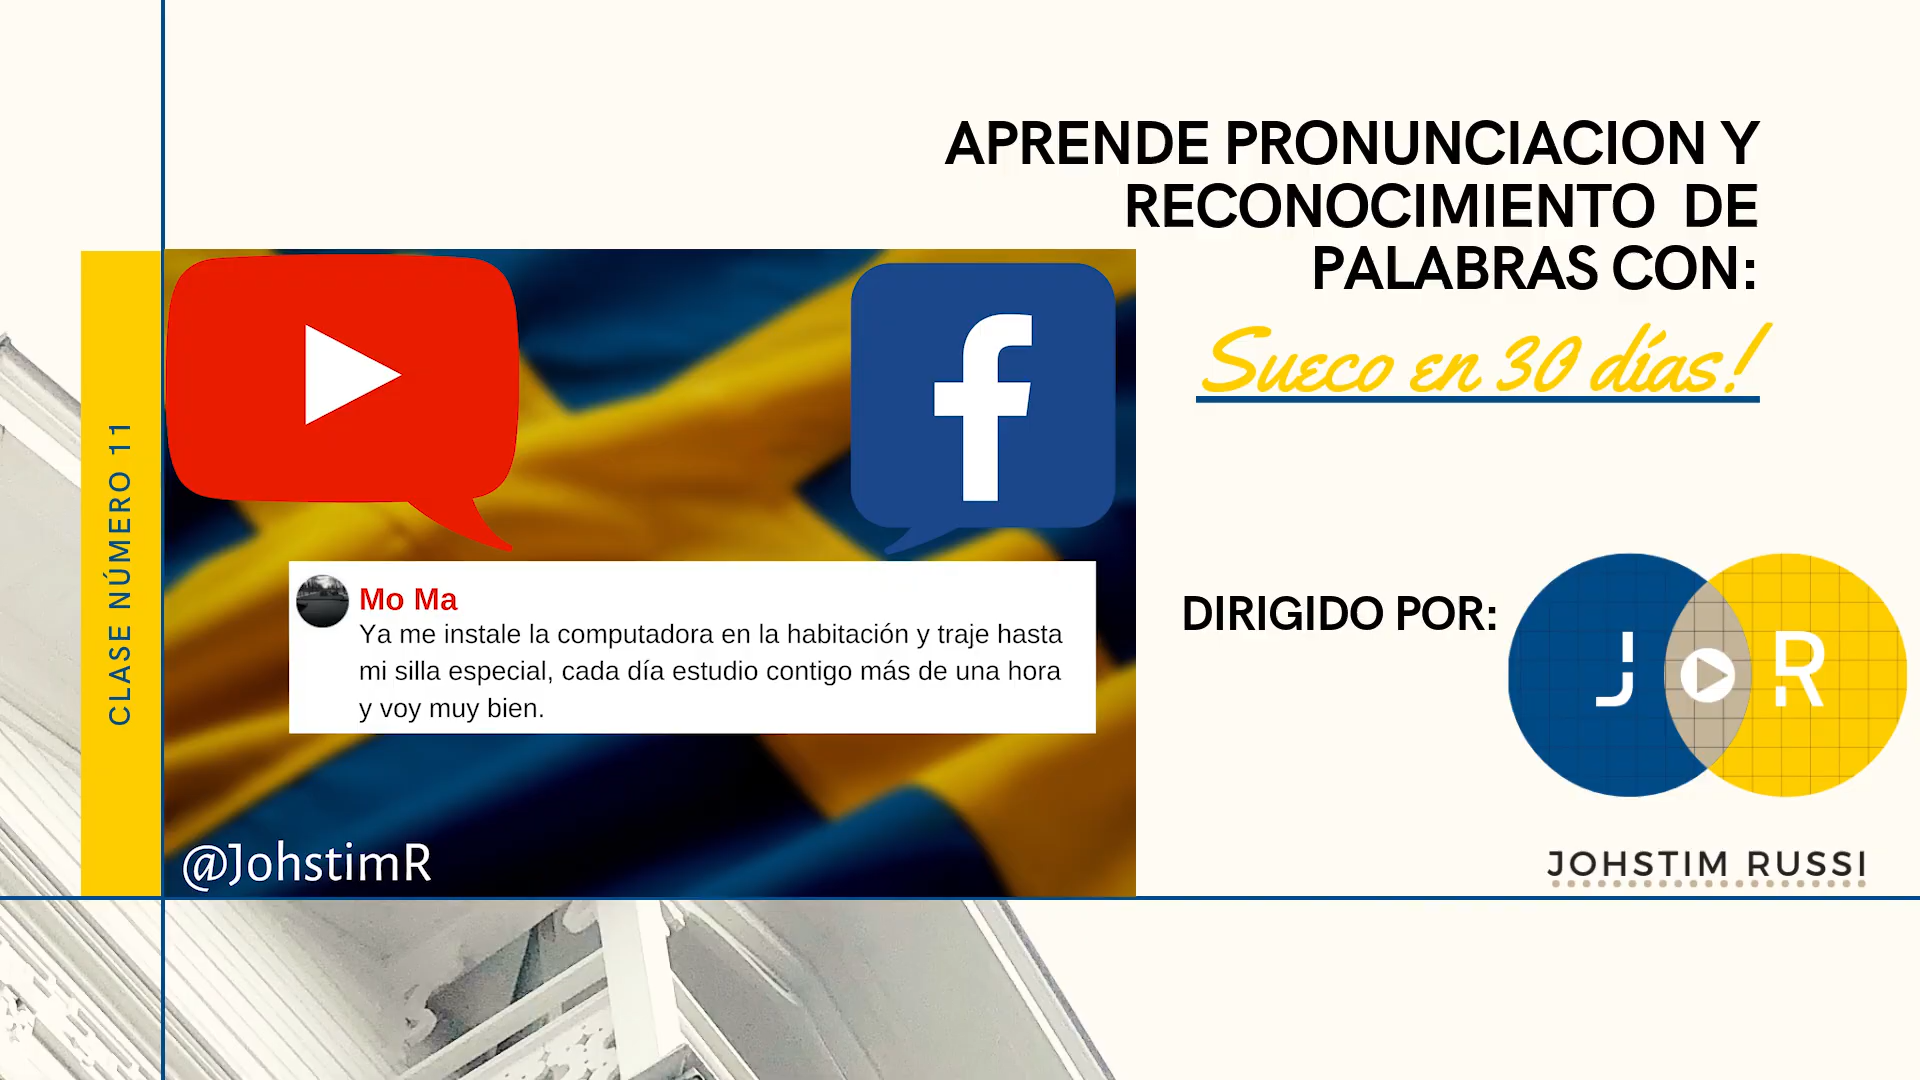 APRENDE PRONUNCIACION Y
RECONOCIMIENTO DE
PALABRAS CON:
Sueco en 30 días!
CLASE NÚMERO 11
f
Mo Ma
Ya me instale la computadora en la habitación y traje hasta
mi silla especial, cada día estudio contigo más de una hora
y voy muy bien.
@JohstimR
DIRIGIDO POR:
J R
JOHSTIM RUSSI